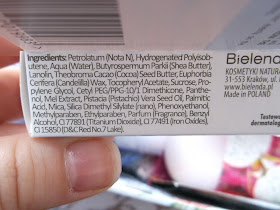 Ingredients: Petrolatum (Nota N), Hydrogenated Polyisob-
utene, Aqua (Water), Butyrospermum Parkii (Shea Butter),
Lanolin, Theobroma Cacao (Cocoa) Seed Butter, Euphorbia
Cerifera (Candelilla) Wax, Tocopheryl Acetate, Sucrose,
Propylene Glycol, Cetyl PEG/PPG-10/1 Dimethicone, Panthe-
nol, Mel Extract, Pistacia (Pistachio) Vera Seed Oil, Palmitic
Acid, Mica, Silica Dimethyl Silylate (nano), Phenoxyethanol,
Methylparaben, Ethylparaben, Parfum (Fragrance), Benzyl
Alcohol, CI 77891 (Titanium Dioxide), CI 77491 (Iron Oxides),
CI 15850 (D&C Red No.7 Lake).
Bielenda
KOSMETYKI NATURA
31-553 Kraków, ul.
www.bielenda.pl
Made in POLAND
Testowa
dermatolog